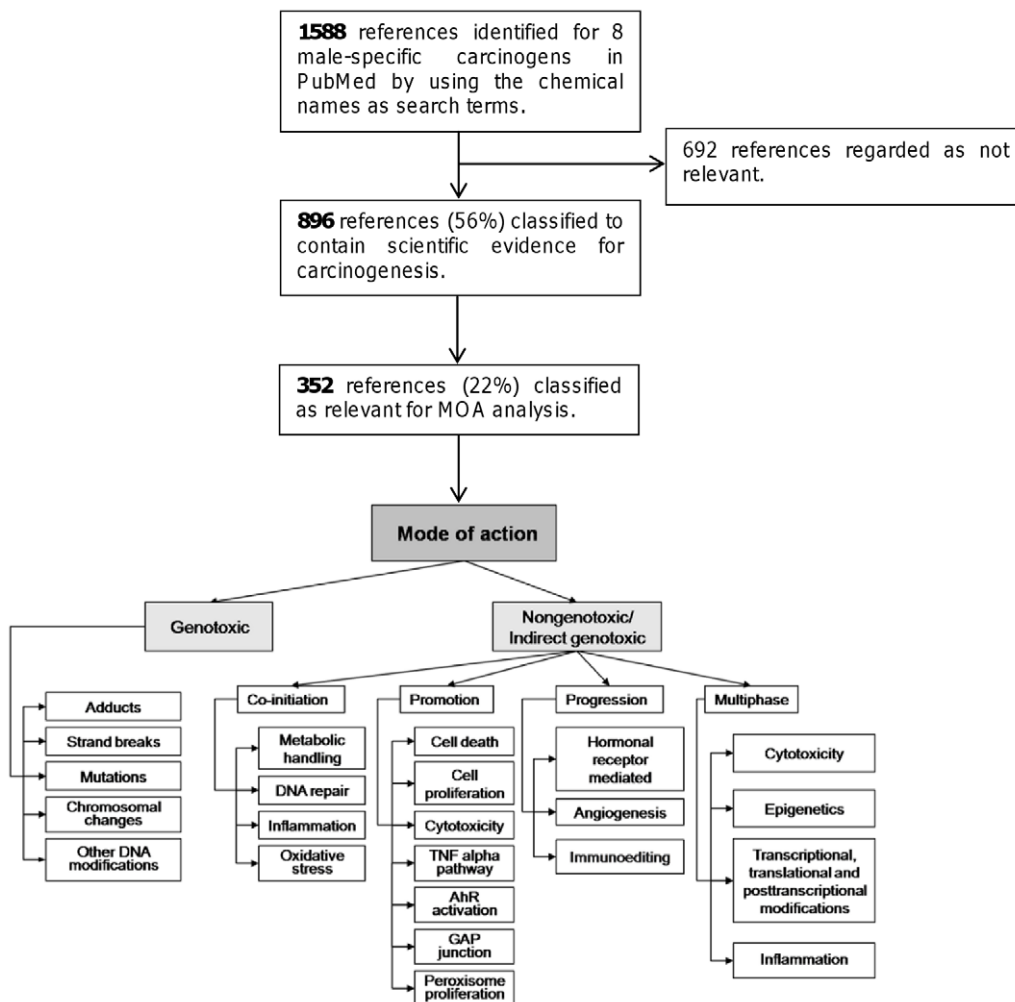 1588 references identified for 8
male-specific carcinogens in
PubMed by using the chemical
names as search terms.
692 references regarded as not
relevant.
896 references (56%) classified to
contain scientific evidence for
carcinogenesis.
352 references (22%) classified
as relevant for MOA analysis.
Mode of action
Genotoxic
Nongenotoxic/
Indirect genotoxic
Adducts
Strand breaks
Mutations
Chromosomal
changes
Other DNA
modifications
Co-initiation
Metabolic
handling
DNA repair
Inflammation
Oxidative
stress
Promotion
Cell death
Cell
proliferation
Cytotoxicity
TNF alpha
pathway
AhR
activation
GAP
junction
Peroxisome
proliferation
Progression
Hormonal
receptor
mediated
Angiogenesis
Immunoediting
Multiphase
Cytotoxicity
Epigenetics
Transcriptional,
translational and
posttranscriptional
modifications
Inflammation